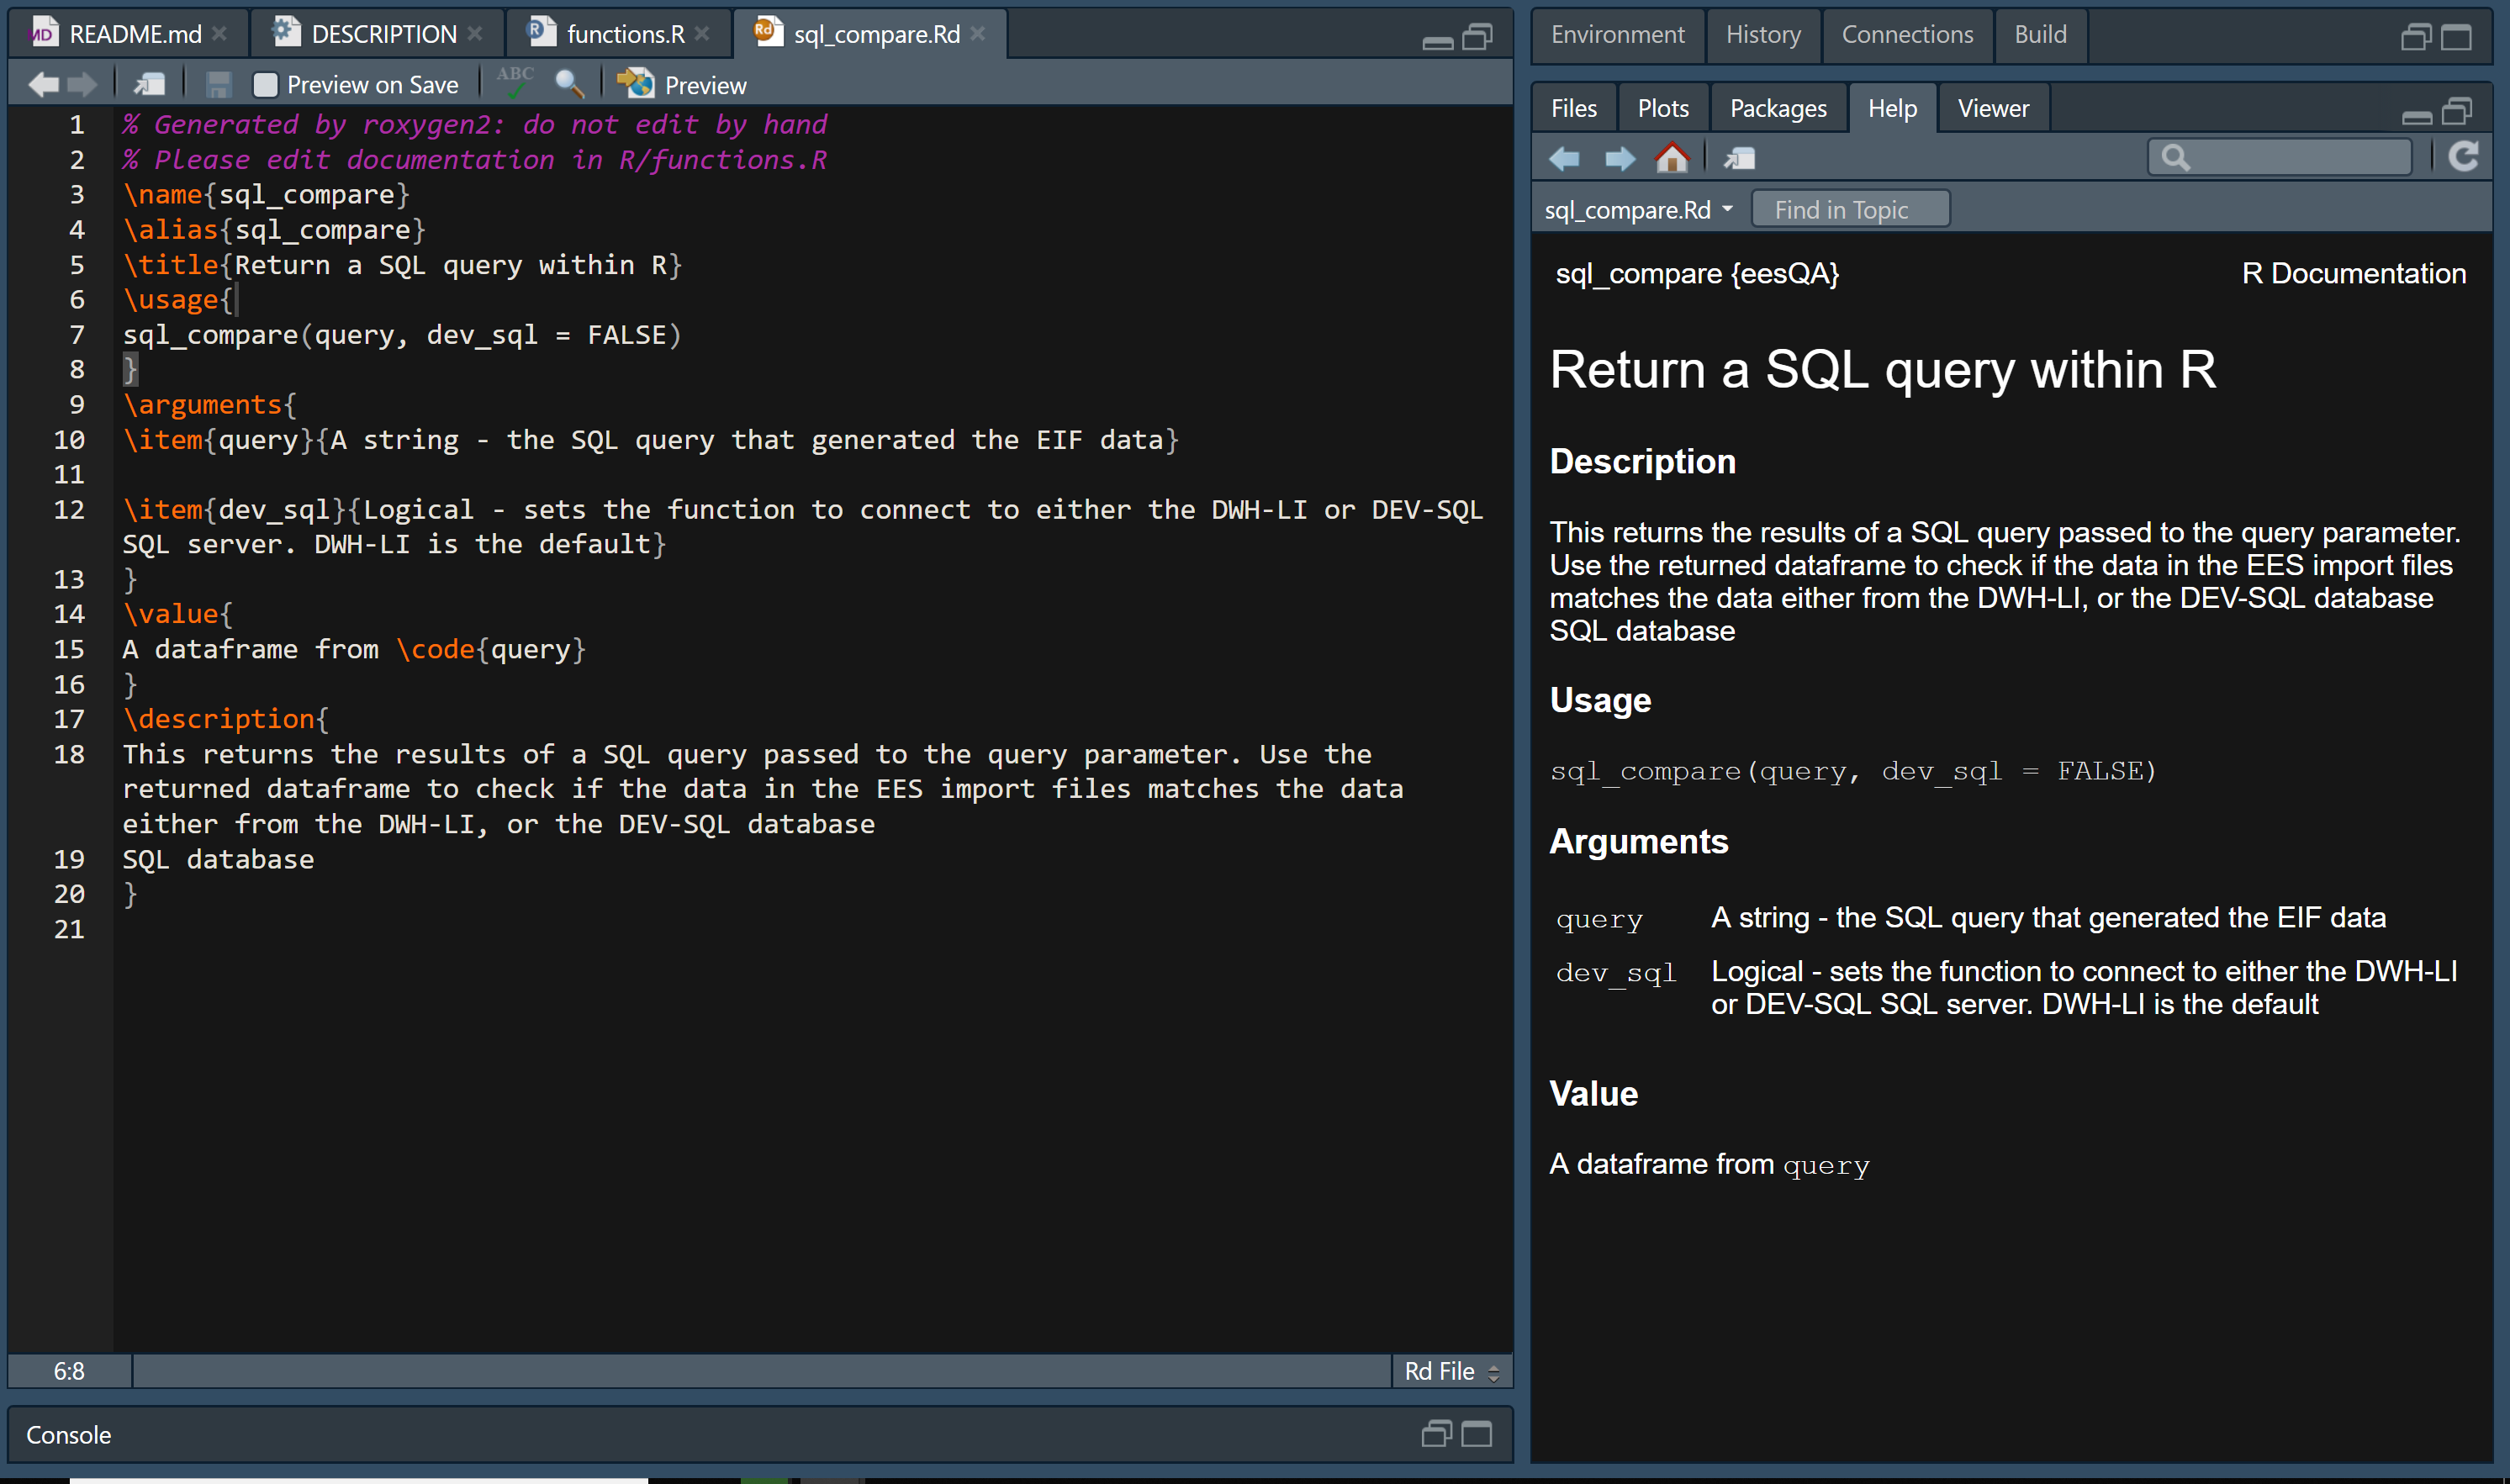 MD README.md
DESCRIPTION
R functions.R
Rd sql_compare.Rd
Preview on Save
ABC
Preview
1 % Generated by roxygen2: do not edit by hand
2 % Please edit documentation in R/functions.R
3 \name{sql_compare}
4 \alias{sql_compare}
5 \title{Return a SQL query within R}
6 \usage{
7 sql_compare(query, dev_sql = FALSE)
8 }
9 \arguments{
10 \item{query}{A string - the SQL query that generated the EIF data}
11
12 \item{dev_sql}{Logical - sets the function to connect to either the DWH-LI or DEV-SQL
SQL server. DWH-LI is the default}
13 }
14 \value{
15 A dataframe from \code{query}
16 }
17 \description{
18 This returns the results of a SQL query passed to the query parameter. Use the
returned dataframe to check if the data in the EES import files matches the data
either from the DWH-LI, or the DEV-SQL database
19 SQL database
20 }
21
6:8
Rd File
Console
Environment History Connections Build
Files Plots Packages Help Viewer
sql_compare.Rd
Find in Topic
sql_compare {eesQA} R Documentation
Return a SQL query within R
Description
This returns the results of a SQL query passed to the query parameter.
Use the returned dataframe to check if the data in the EES import files
matches the data either from the DWH-LI, or the DEV-SQL database
SQL database
Usage
sql_compare(query, dev_sql = FALSE)
Arguments
query A string - the SQL query that generated the EIF data
dev_sql Logical - sets the function to connect to either the DWH-LI
or DEV-SQL SQL server. DWH-LI is the default
Value
A dataframe from query